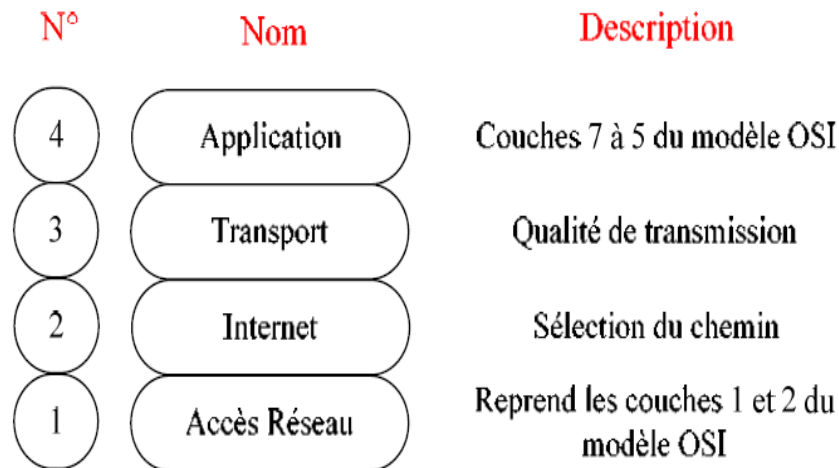 N° Nom Description
4 Application Couches 7 à 5 du modèle OSI
3 Transport Qualité de transmission
2 Internet Sélection du chemin
1 Accès Réseau Reprend les couches 1 et 2 du
modèle OSI